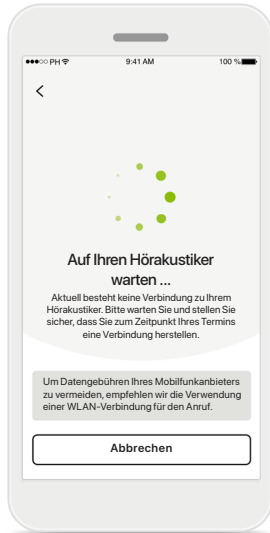 ●●●○○ PH 9:41 AM 100 %
Auf Ihren Hörakustiker
warten ...
Aktuell besteht keine Verbindung zu Ihrem
Hörakustiker. Bitte warten Sie und stellen Sie
sicher, dass Sie zum Zeitpunkt Ihres Termins
eine Verbindung herstellen.
Um Datengebühren Ihres Mobilfunkanbieters
zu vermeiden, empfehlen wir die Verwendung
einer WLAN-Verbindung für den Anruf.
Abbrechen